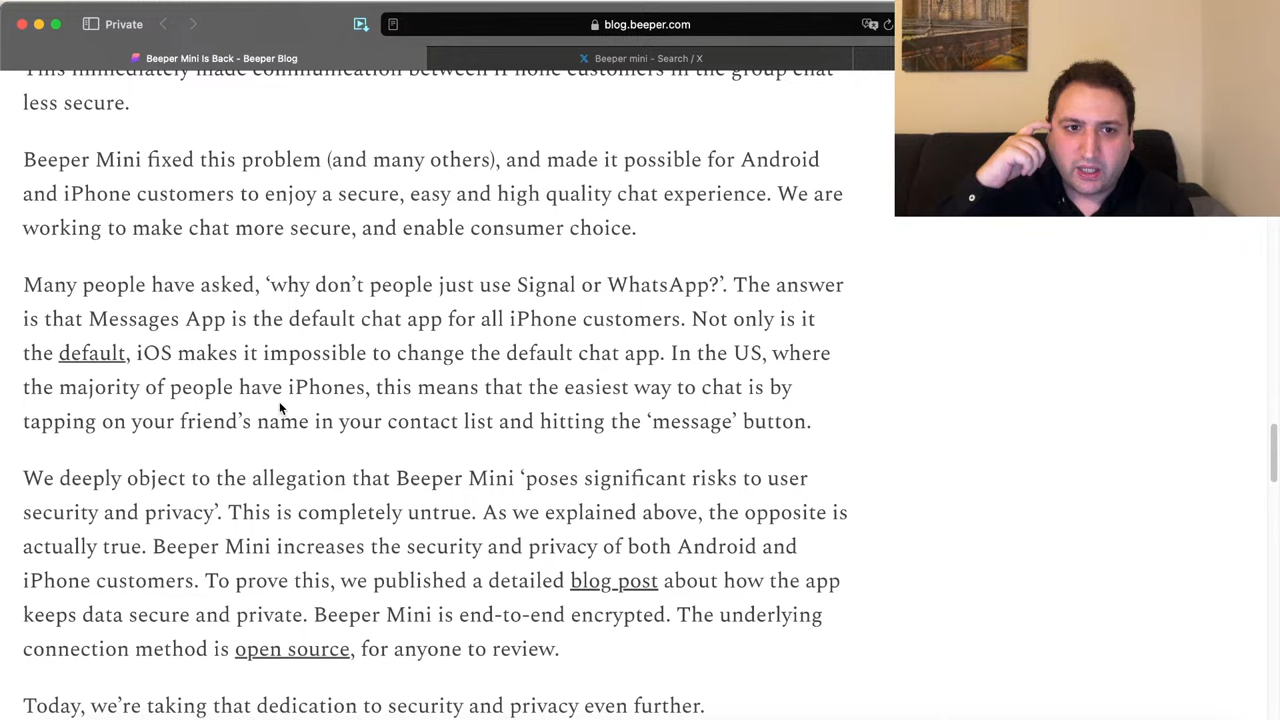 Private
blog.beeper.com
Beeper Mini Is Back - Beeper Blog
Beeper mini - Search / X
This immediately made communication between iPhone customers in the group chat
less secure.
Beeper Mini fixed this problem (and many others), and made it possible for Android
and iPhone customers to enjoy a secure, easy and high quality chat experience. We are
working to make chat more secure, and enable consumer choice.
Many people have asked, ‘why don’t people just use Signal or WhatsApp?’. The answer
is that Messages App is the default chat app for all iPhone customers. Not only is it
the default, iOS makes it impossible to change the default chat app. In the US, where
the majority of people have iPhones, this means that the easiest way to chat is by
tapping on your friend’s name in your contact list and hitting the ‘message’ button.
We deeply object to the allegation that Beeper Mini ‘poses significant risks to user
security and privacy’. This is completely untrue. As we explained above, the opposite is
actually true. Beeper Mini increases the security and privacy of both Android and
iPhone customers. To prove this, we published a detailed blog post about how the app
keeps data secure and private. Beeper Mini is end-to-end encrypted. The underlying
connection method is open source, for anyone to review.
Today, we’re taking that dedication to security and privacy even further.